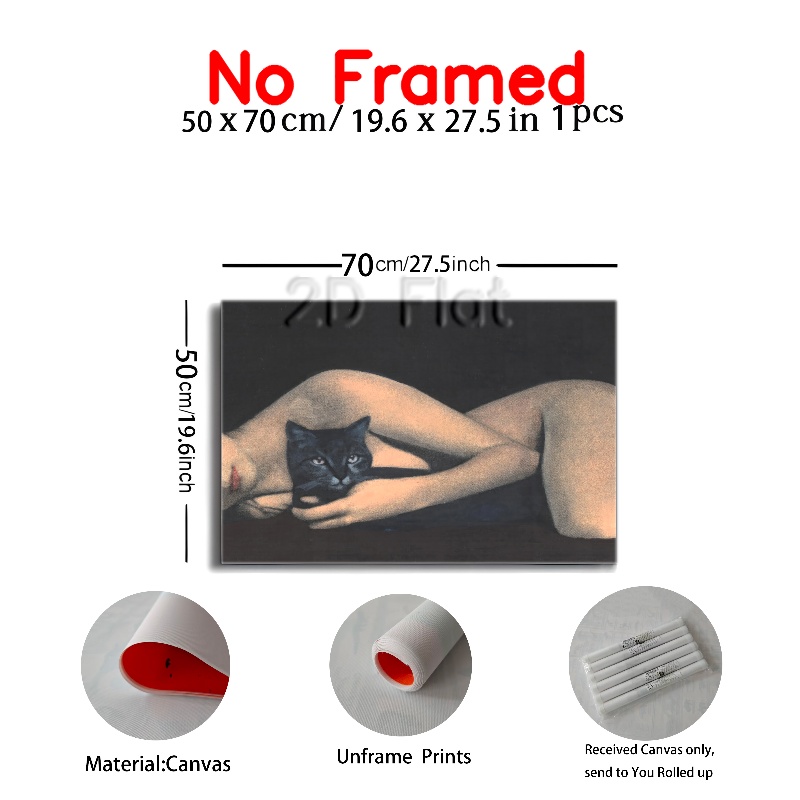 No Framed
50 x 70 cm/ 19.6 x 27.5 in 1pcs
70cm/27.5inch
2D Flat
50cm/19.6inch
Material:Canvas
Unframe Prints
Received Canvas only,
send to You Rolled up